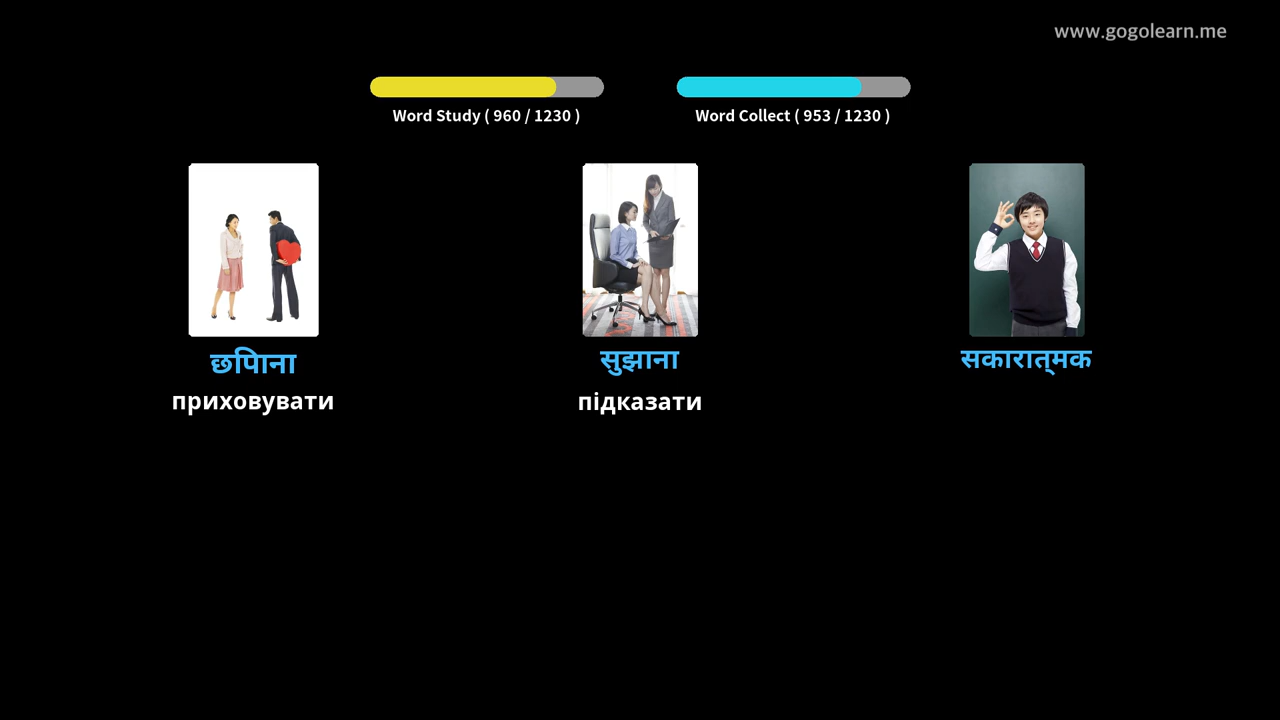 www.gogolearn.me
Word Study ( 960 / 1230 )
Word Collect ( 953 / 1230 )
छिपाना
सुझाना
सकारात्मक
приховувати
підказати